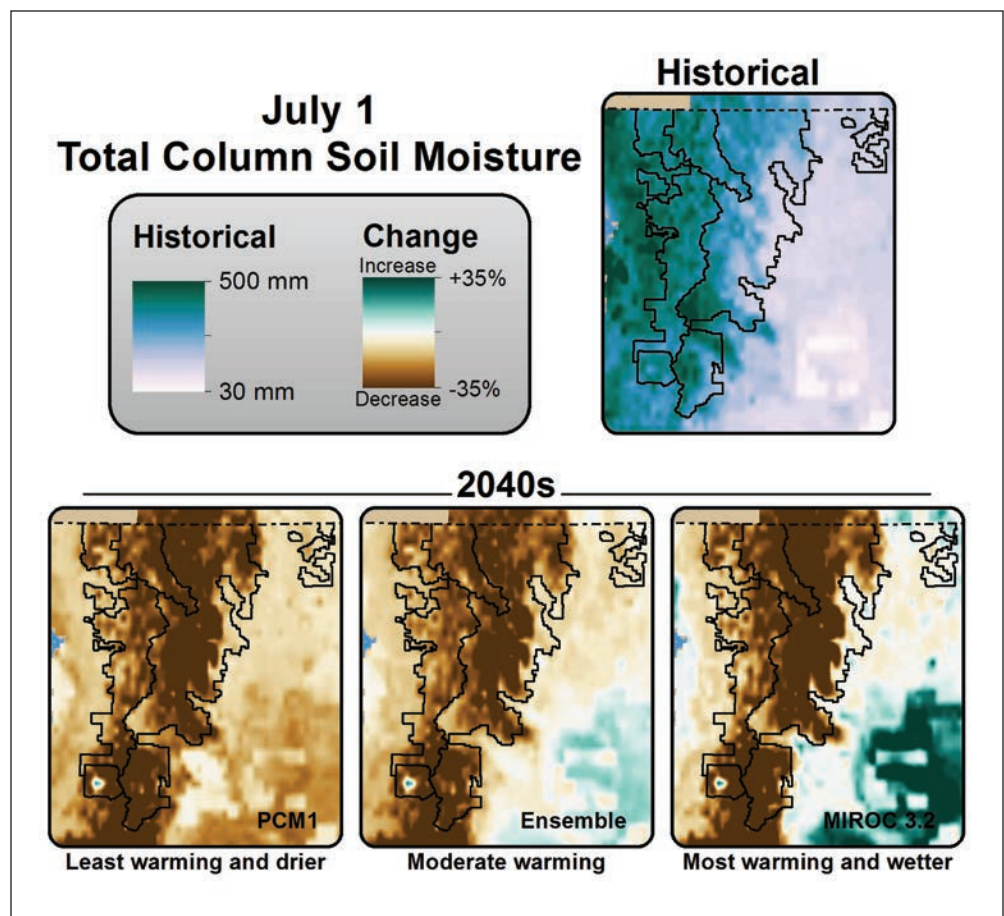 Historical
July 1
Total Column Soil Moisture
Historical
500 mm
30 mm
Change
Increase
+35%
-35%
Decrease
2040s
PCM1
Ensemble
MIROC 3.2
Least warming and drier
Moderate warming
Most warming and wetter